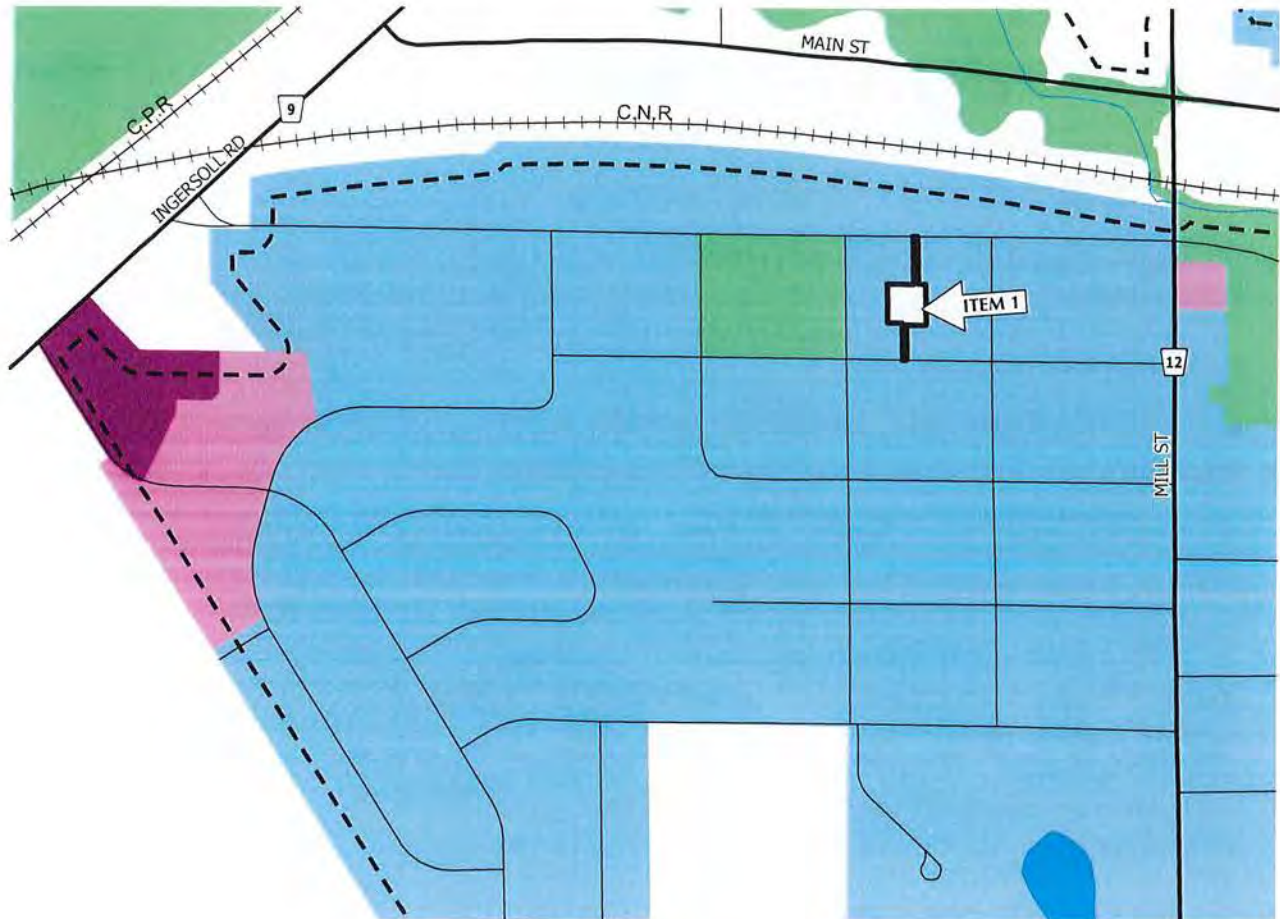 MAIN ST
C.P.R
9
C.N.R
INGERSOLL RD
ITEM 1
12
MILL ST